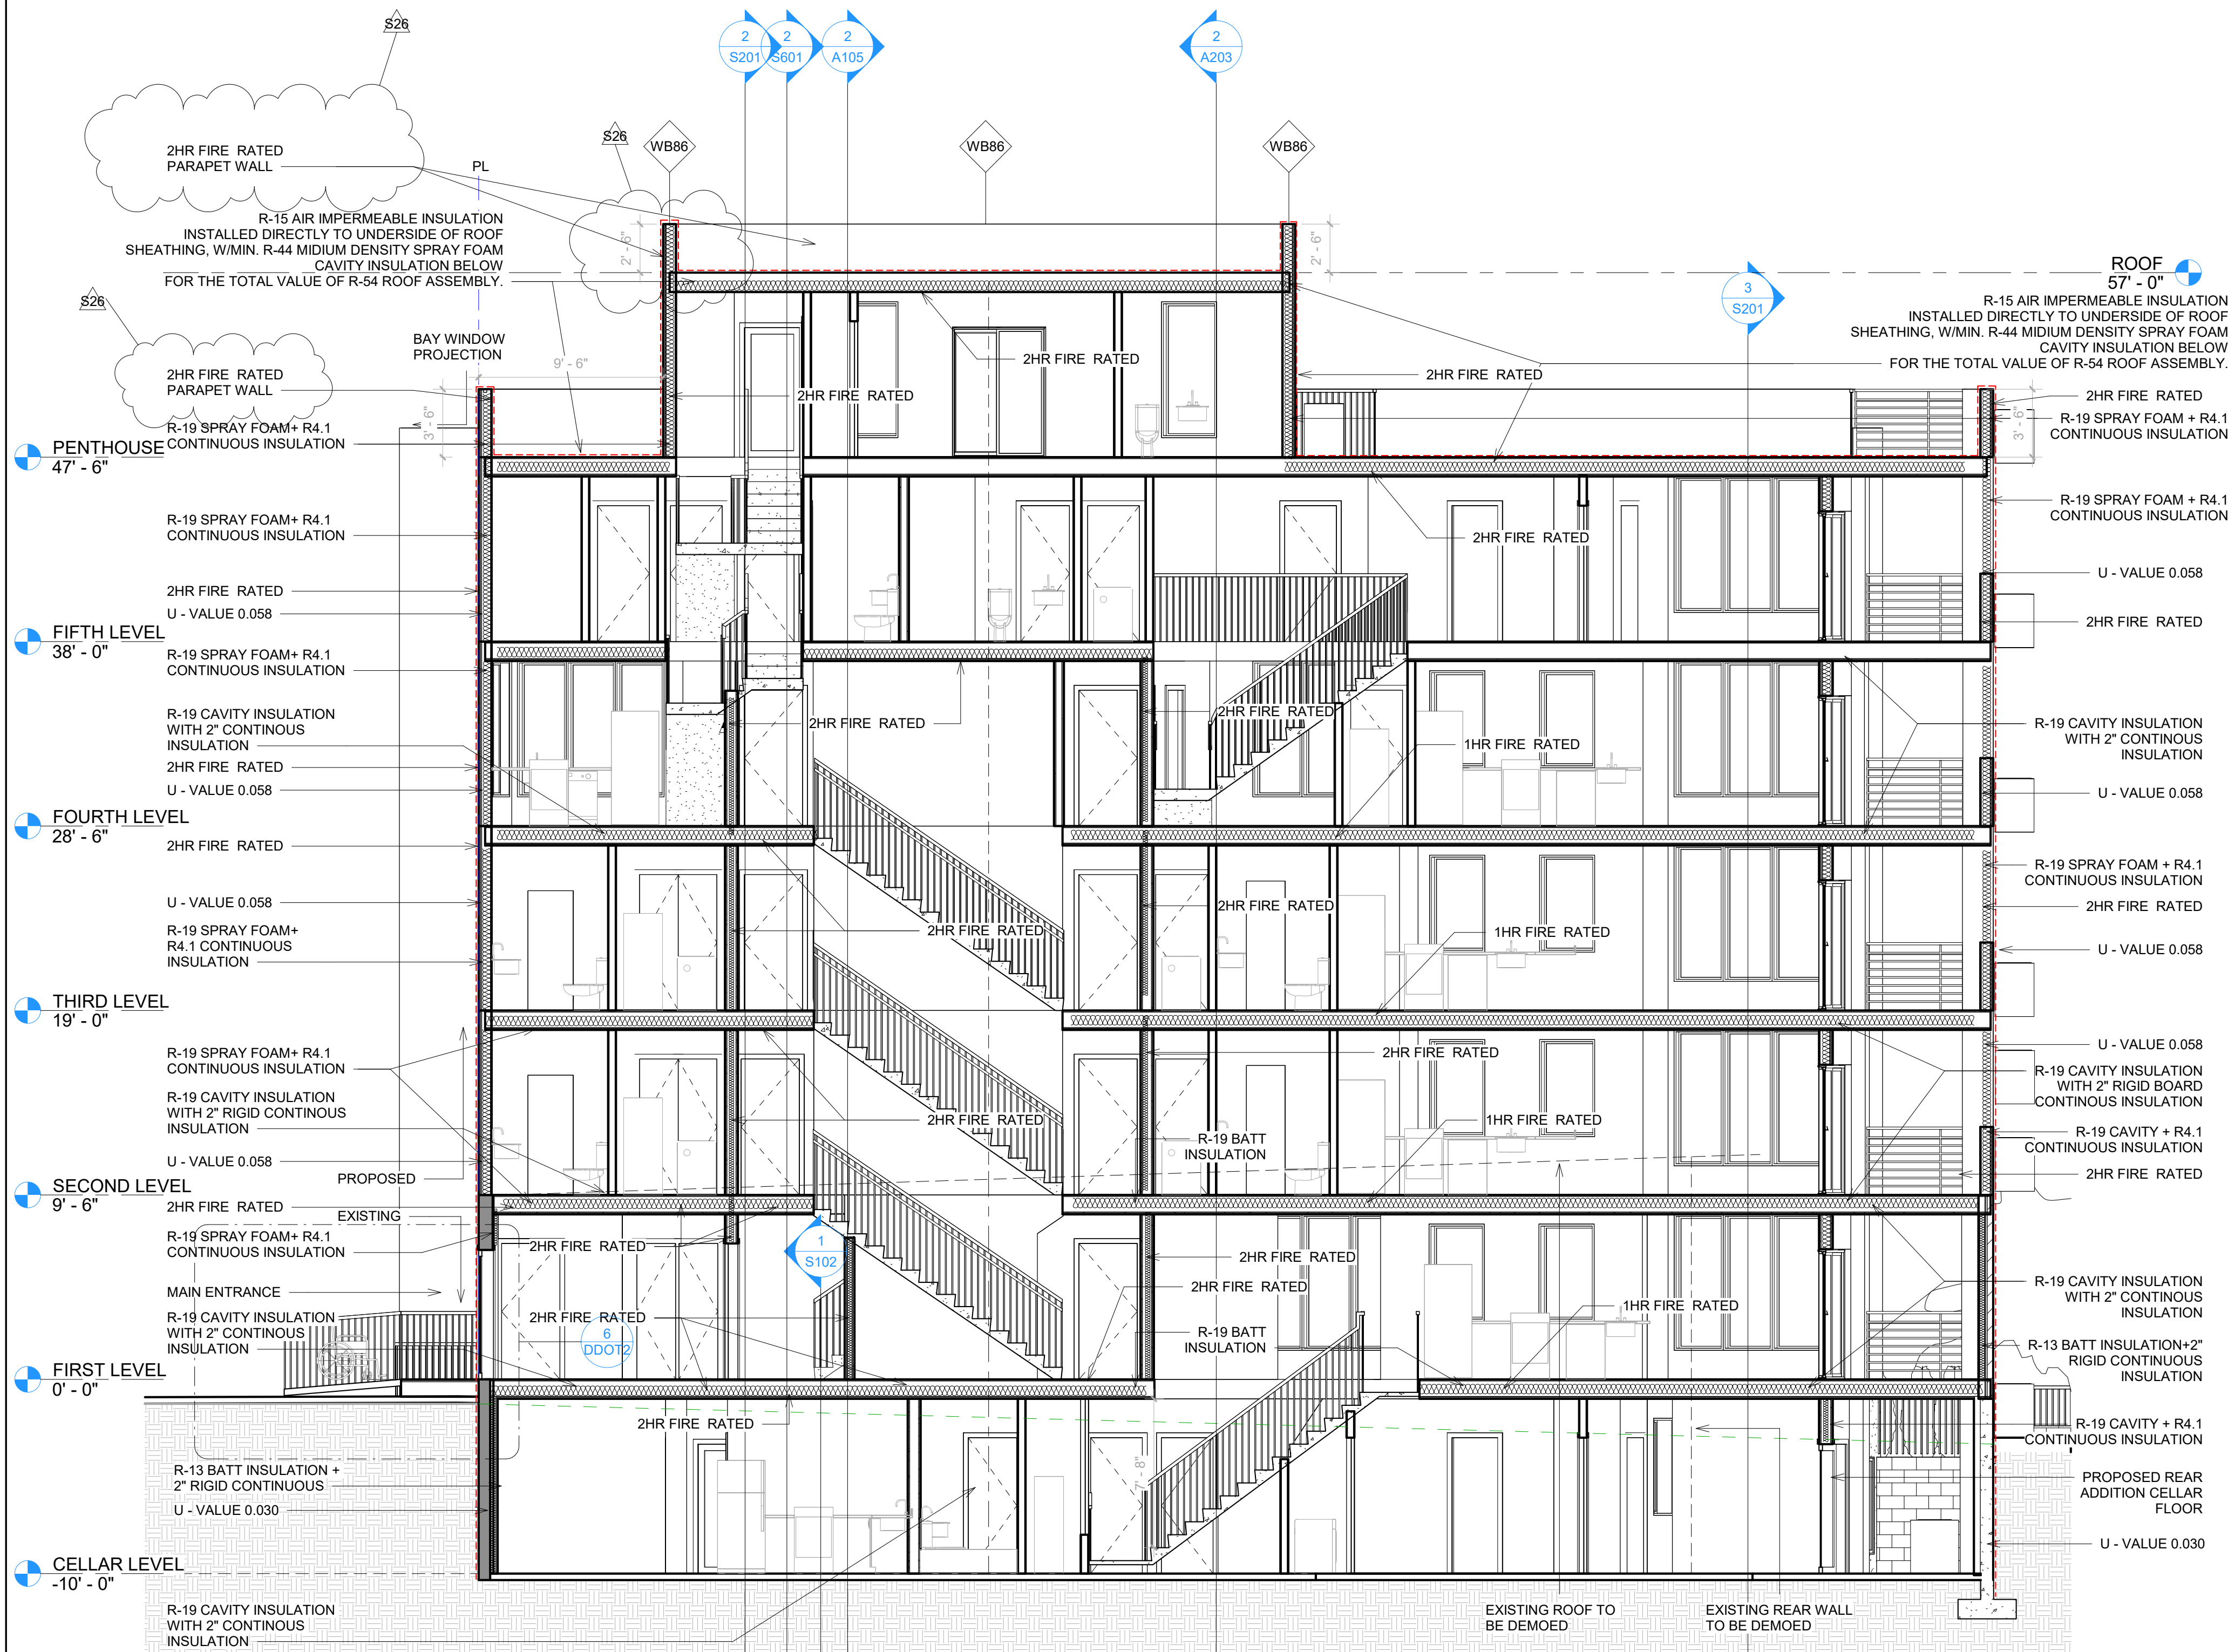 S26
2
S201
2
S601
2
A105
2
A203
2HR FIRE RATED
PARAPET WALL
PL
S26
WB86
WB86
WB86
R-15 AIR IMPERMEABLE INSULATION
INSTALLED DIRECTLY TO UNDERSIDE OF ROOF
SHEATHING, W/MIN. R-44 MIDIUM DENSITY SPRAY FOAM
CAVITY INSULATION BELOW
FOR THE TOTAL VALUE OF R-54 ROOF ASSEMBLY.
2' - 6"
2' - 6"
ROOF
57' - 0"
3
S201
R-15 AIR IMPERMEABLE INSULATION
INSTALLED DIRECTLY TO UNDERSIDE OF ROOF
SHEATHING, W/MIN. R-44 MIDIUM DENSITY SPRAY FOAM
CAVITY INSULATION BELOW
FOR THE TOTAL VALUE OF R-54 ROOF ASSEMBLY.
S26
BAY WINDOW
PROJECTION
9' - 6"
2HR FIRE RATED
2HR FIRE RATED
2HR FIRE RATED
PARAPET WALL
2HR FIRE RATED
2HR FIRE RATED
3' - 6"
3' - 6"
R-19 SPRAY FOAM+ R4.1
CONTINUOUS INSULATION
R-19 SPRAY FOAM + R4.1
CONTINUOUS INSULATION
PENTHOUSE
47' - 6"
R-19 SPRAY FOAM+ R4.1
CONTINUOUS INSULATION
R-19 SPRAY FOAM + R4.1
CONTINUOUS INSULATION
2HR FIRE RATED
U - VALUE 0.058
2HR FIRE RATED
U - VALUE 0.058
2HR FIRE RATED
FIFTH LEVEL
38' - 0"
R-19 SPRAY FOAM+ R4.1
CONTINUOUS INSULATION
R-19 CAVITY INSULATION
WITH 2" CONTINOUS
INSULATION
2HR FIRE RATED
2HR FIRE RATED
1HR FIRE RATED
R-19 CAVITY INSULATION
WITH 2" CONTINOUS
INSULATION
2HR FIRE RATED
U - VALUE 0.058
U - VALUE 0.058
FOURTH LEVEL
28' - 6"
2HR FIRE RATED
R-19 SPRAY FOAM + R4.1
CONTINUOUS INSULATION
U - VALUE 0.058
2HR FIRE RATED
2HR FIRE RATED
R-19 SPRAY FOAM+
R4.1 CONTINUOUS
INSULATION
2HR FIRE RATED
1HR FIRE RATED
U - VALUE 0.058
THIRD LEVEL
19' - 0"
R-19 SPRAY FOAM+ R4.1
CONTINUOUS INSULATION
2HR FIRE RATED
U - VALUE 0.058
R-19 CAVITY INSULATION
WITH 2" RIGID BOARD
CONTINOUS INSULATION
R-19 CAVITY INSULATION
WITH 2" RIGID CONTINOUS
INSULATION
2HR FIRE RATED
1HR FIRE RATED
R-19 BATT
INSULATION
R-19 CAVITY + R4.1
CONTINUOUS INSULATION
U - VALUE 0.058
PROPOSED
2HR FIRE RATED
SECOND LEVEL
9' - 6"
2HR FIRE RATED
EXISTING
R-19 SPRAY FOAM+ R4.1
CONTINUOUS INSULATION
2HR FIRE RATED
1
S102
2HR FIRE RATED
2HR FIRE RATED
MAIN ENTRANCE
R-19 CAVITY INSULATION
WITH 2" CONTINOUS
INSULATION
R-19 CAVITY INSULATION
WITH 2" CONTINOUS
INSULATION
2HR FIRE RATED
6
DDOT2
1HR FIRE RATED
R-19 BATT
INSULATION
R-13 BATT INSULATION+2"
RIGID CONTINUOUS
INSULATION
FIRST LEVEL
0' - 0"
2HR FIRE RATED
R-19 CAVITY + R4.1
CONTINUOUS INSULATION
7' - 8"
R-13 BATT INSULATION +
2" RIGID CONTINUOUS
U - VALUE 0.030
PROPOSED REAR
ADDITION CELLAR
FLOOR
U - VALUE 0.030
CELLAR LEVEL
-10' - 0"
R-19 CAVITY INSULATION
WITH 2" CONTINOUS
INSULATION
EXISTING ROOF TO
BE DEMOED
EXISTING REAR WALL
TO BE DEMOED